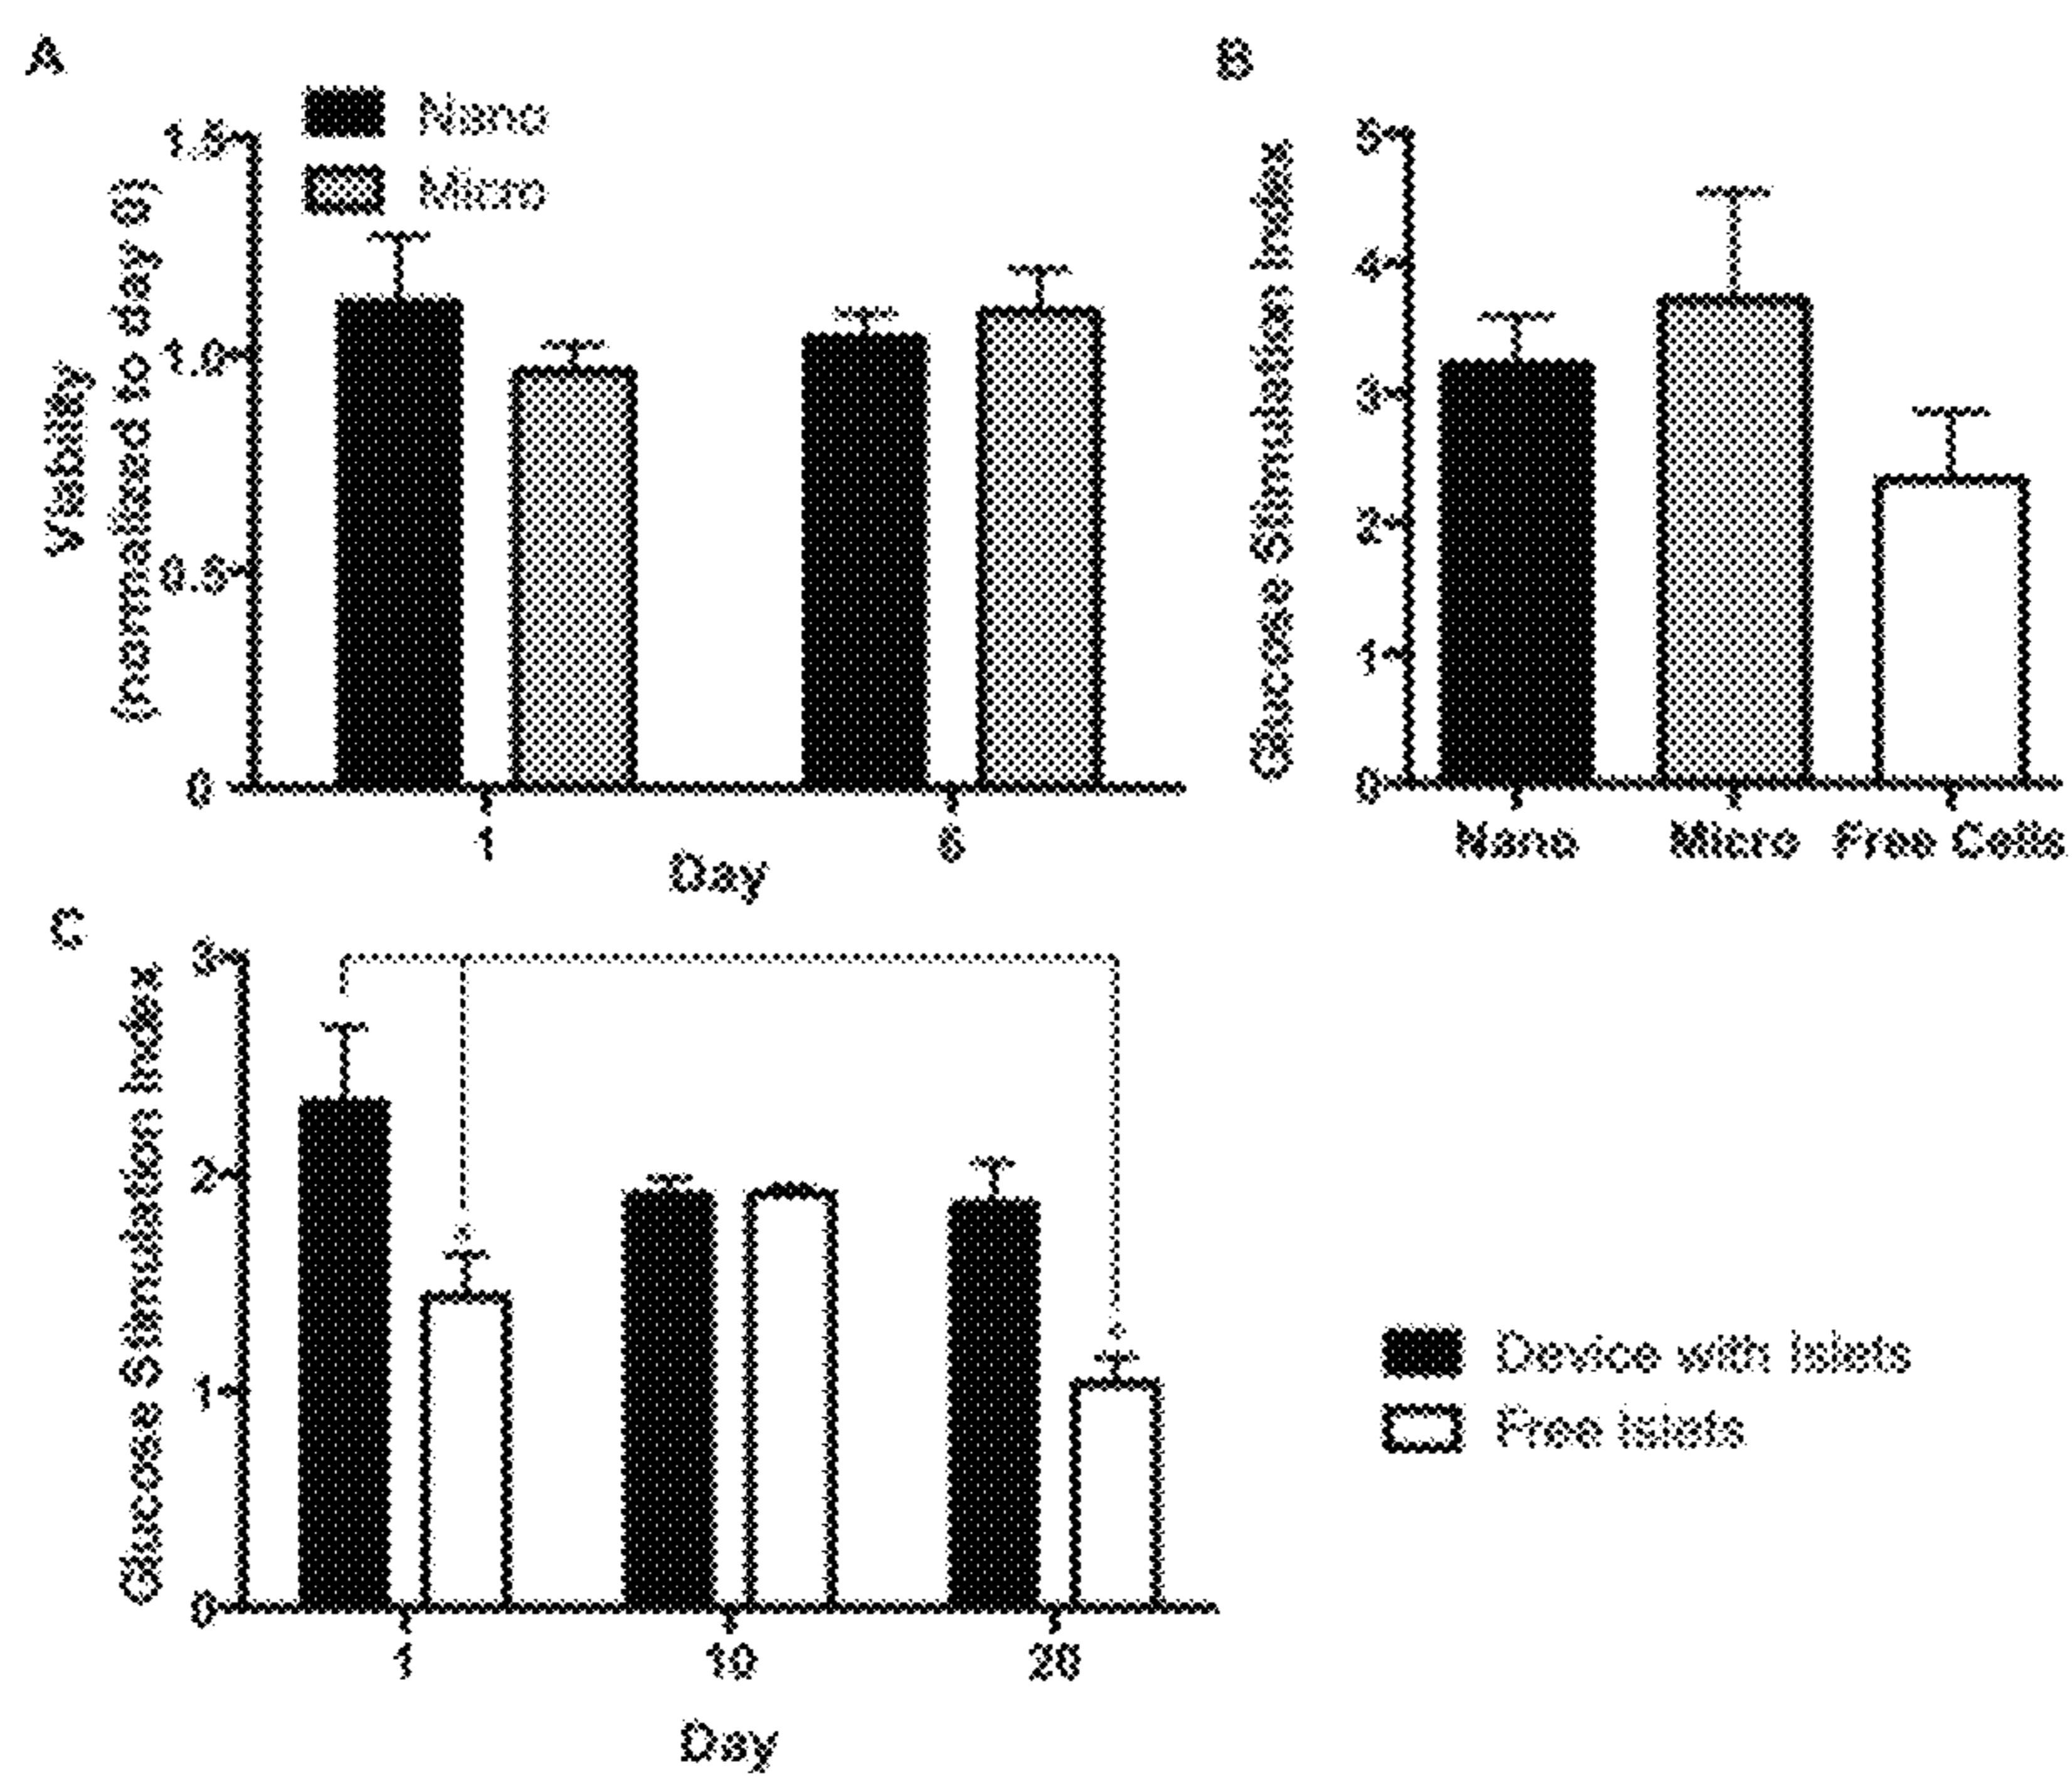 A
Nano
Micro
Viability
(normalized to day 0)
1.5
1.0
0.5
0
1
6
Day
B
Glucose Stimulation Index
5
4
3
2
1
0
Nano
Micro
Free Cells
C
Glucose Stimulation Index
3
2
1
0
*
*
1
10
Day
Device with Islets
Free Islets